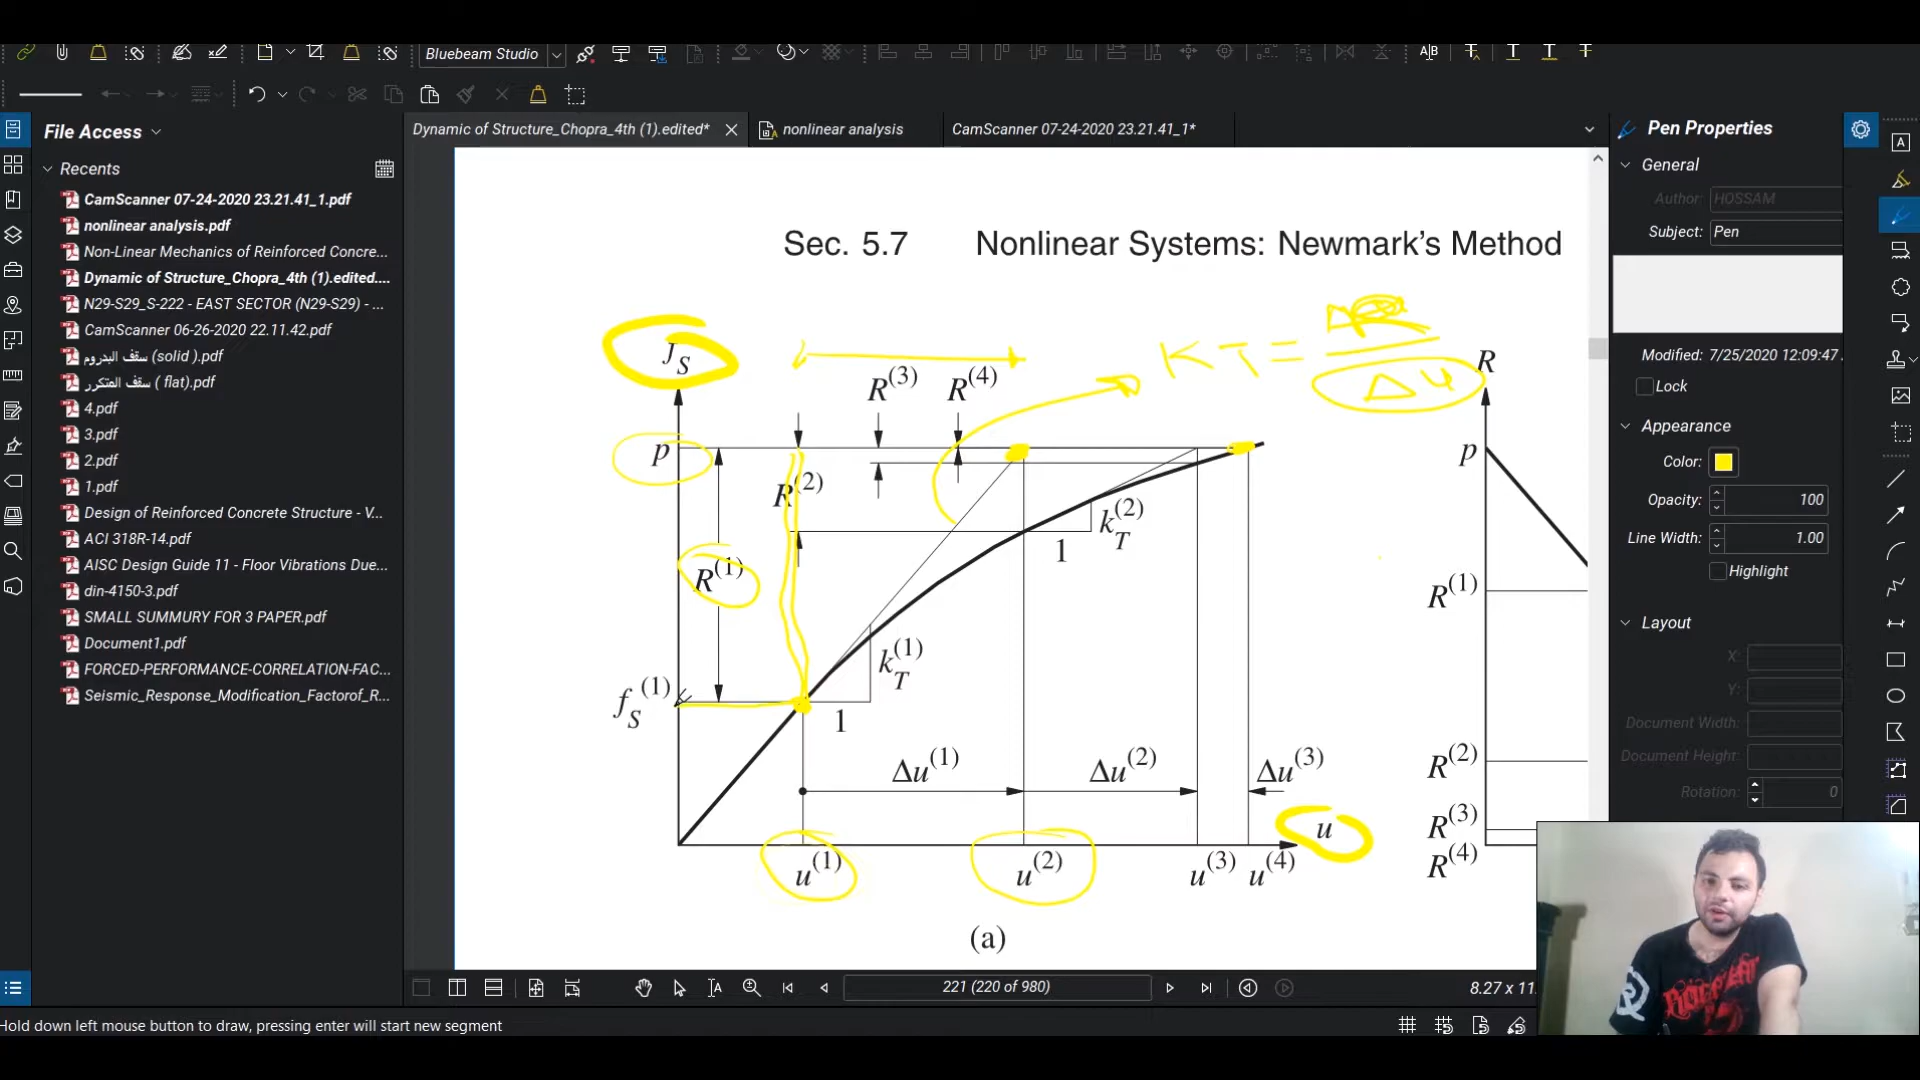 Bluebeam Studio
File Access
Dynamic of Structure_Chopra_4th (1).edited*
nonlinear analysis
CamScanner 07-24-2020 23.21.41_1*
Pen Properties
Recents
CamScanner 07-24-2020 23.21.41_1.pdf
nonlinear analysis.pdf
Non-Linear Mechanics of Reinforced Concre...
Dynamic of Structure_Chopra_4th (1).edited....
N29-S29_S-222 - EAST SECTOR (N29-S29) - ...
CamScanner 06-26-2020 22.11.42.pdf
سقف البدروم (solid ).pdf
سقف المتكرر ( flat).pdf
4.pdf
3.pdf
2.pdf
1.pdf
Design of Reinforced Concrete Structure - V...
ACI 318R-14.pdf
AISC Design Guide 11 - Floor Vibrations Due...
din-4150-3.pdf
SMALL SUMMURY FOR 3 PAPER.pdf
Document1.pdf
FORCED-PERFORMANCE-CORRELATION-FAC...
Seismic_Response_Modification_Factorof_R...
Sec. 5.7 Nonlinear Systems: Newmark's Method
S
KT =
Δu
R(3) R(4)
R
p
p
R(2)
k(2)
T
1
R(1)
R(1)
k(1)
T
fS(1)
1
Δu(1) Δu(2) Δu(3)
R(2)
u
R(3)
u(1) u(2) u(3) u(4)
R(4)
(a)
General
Author: HOSSAM
Subject: Pen
Modified: 7/25/2020 12:09:47
Lock
Appearance
Color:
Opacity: 100
Line Width: 1.00
Highlight
Layout
X:
Y:
Document Width:
Document Height:
Rotation: 0
221 (220 of 980)
8.27 x 11
Hold down left mouse button to draw, pressing enter will start new segment